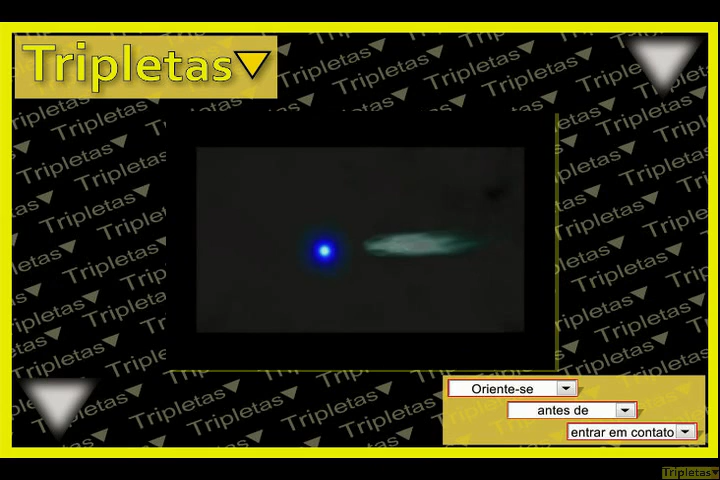 Tripletas
Oriente-se
antes de
entrar em contato
Tripletas